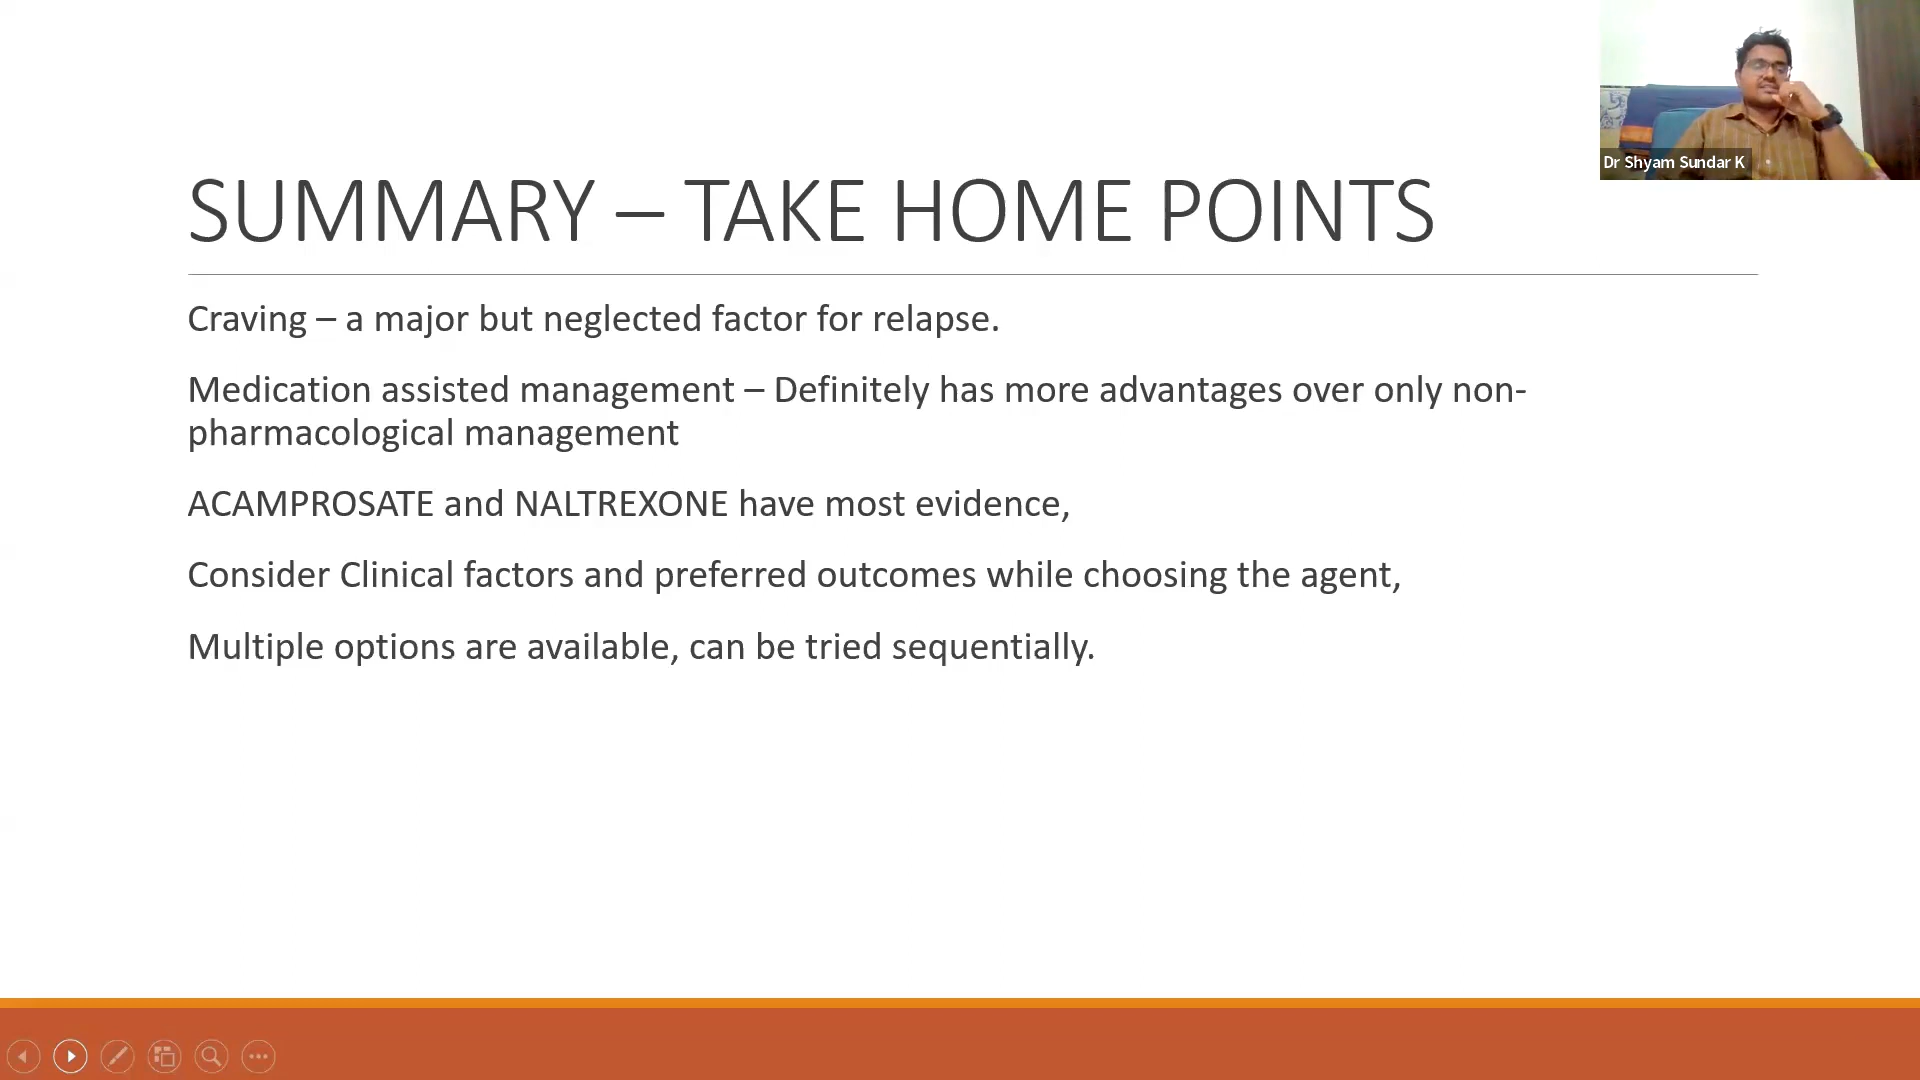 Dr Shyam Sundar K
SUMMARY – TAKE HOME POINTS
Craving – a major but neglected factor for relapse.
Medication assisted management – Definitely has more advantages over only non-
pharmacological management
ACAMPROSATE and NALTREXONE have most evidence,
Consider Clinical factors and preferred outcomes while choosing the agent,
Multiple options are available, can be tried sequentially.